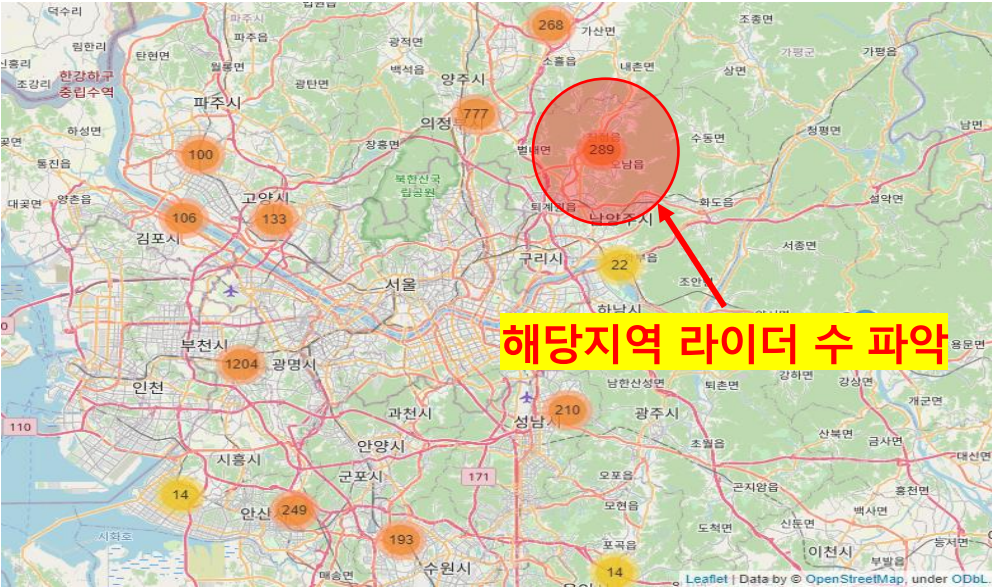 덕수리
268
가산면
조종면
림한리
탄현면
파주읍
광적면
가평군
가평읍
월롱면
백석읍
소흘읍
내촌면
상면
조강리
한강하구
중립수역
광탄면
양주시
파주시
777
의정
하성면
장흥면
289
수동면
청평면
남면
100
벌내면
오남읍
통진읍
북한산국
립공원
대곶면
양촌읍
고양시
퇴계원읍
화도읍
설악면
106
133
남양주시
김포시
서종면
구리시
22
조안면
서울
하남시
해당지역 라이더 수 파악
부천시
1204
광명시
용문면
인천
남한산성면
퇴촌면
강하면
강상면
개군면
과천시
210
성남시
광주시
110
안양시
초월읍
산북면
금사면
대신면
시흥시
군포시
171
오포읍
곤지암읍
흥천면
14
안산
249
모현읍
백사면
시화호
193
도척면
신둔면
포곡읍
이천시
부발읍
매송면
수원시
14
Leaflet | Data by © OpenStreetMap, under ODbL